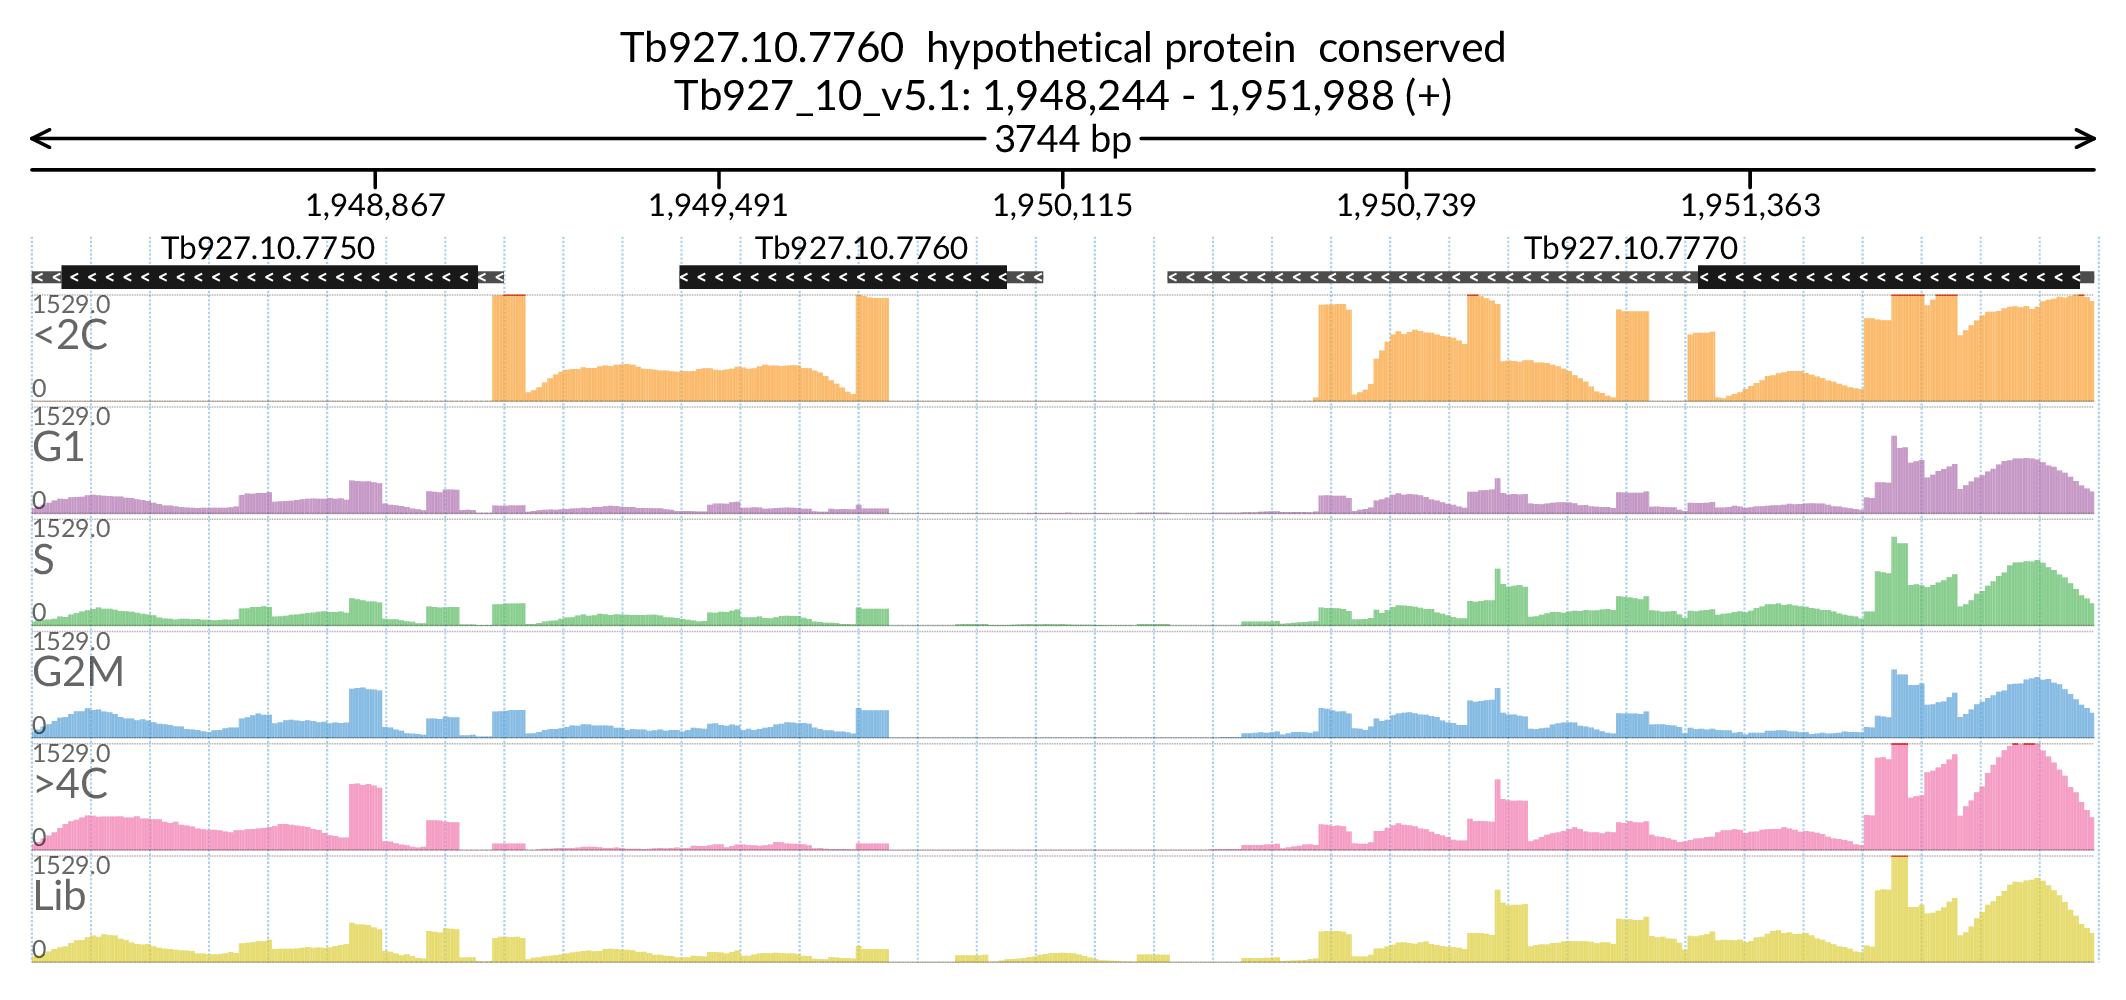 Tb927.10.7760  hypothetical protein  conserved
Tb927_10_v5.1: 1,948,244 - 1,951,988 (+)
3744 bp
1,948,867 1,949,491 1,950,115 1,950,739 1,951,363
Tb927.10.7750 Tb927.10.7760 Tb927.10.7770
1529.0
<2C
0
1529.0
G1
0
1529.0
S
0
1529.0
G2M
0
1529.0
>4C
0
1529.0
Lib
0